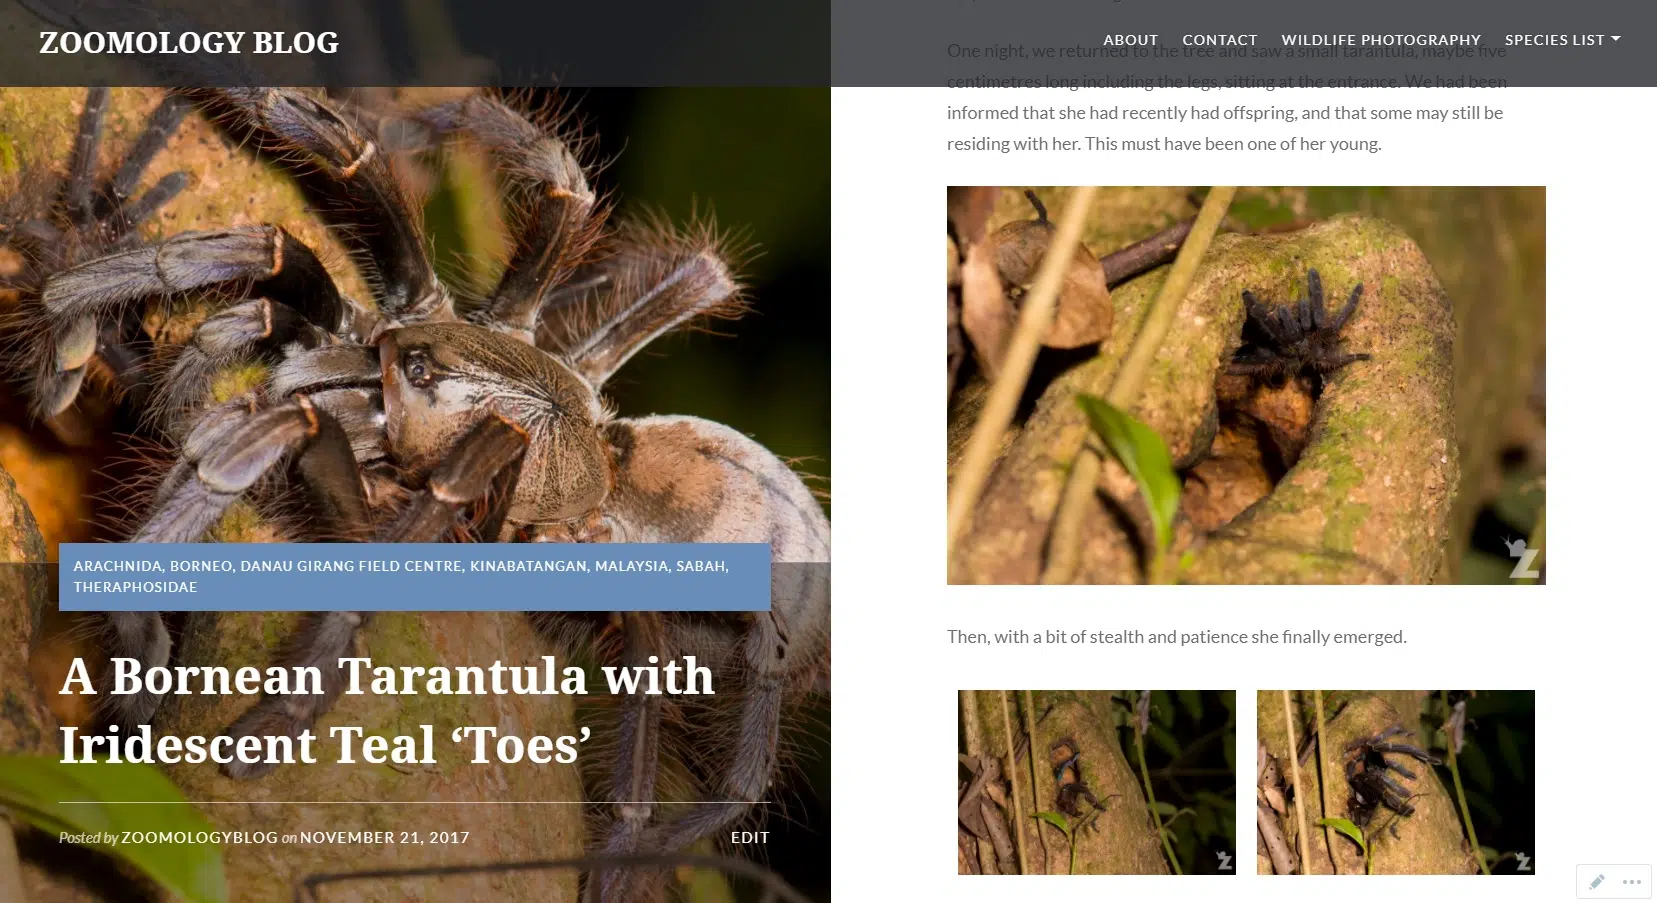 ZOOMOLOGY BLOG
ABOUT CONTACT WILDLIFE PHOTOGRAPHY SPECIES LIST
ARACHNIDA, BORNEO, DANAU GIRANG FIELD CENTRE, KINABATANGAN, MALAYSIA, SABAH,
THERAPHOSIDAE
A Bornean Tarantula with
Iridescent Teal ‘Toes’
Posted by ZOOMOLOGYBLOG on NOVEMBER 21, 2017
EDIT
One night, we returned to the tree and saw a small tarantula, maybe five
centimetres long including the legs, sitting at the entrance. We had been
informed that she had recently had offspring, and that some may still be
residing with her. This must have been one of her young.
Z
Then, with a bit of stealth and patience she finally emerged.
Z
Z